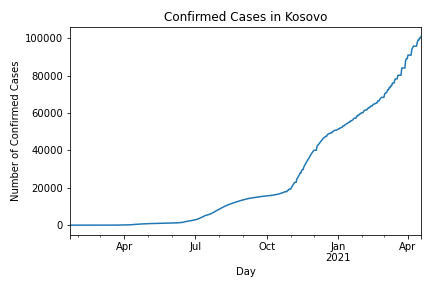 Confirmed Cases in Kosovo
Number of Confirmed Cases
100000
80000
60000
40000
20000
0
Apr Jul Oct Jan Apr
2021
Day